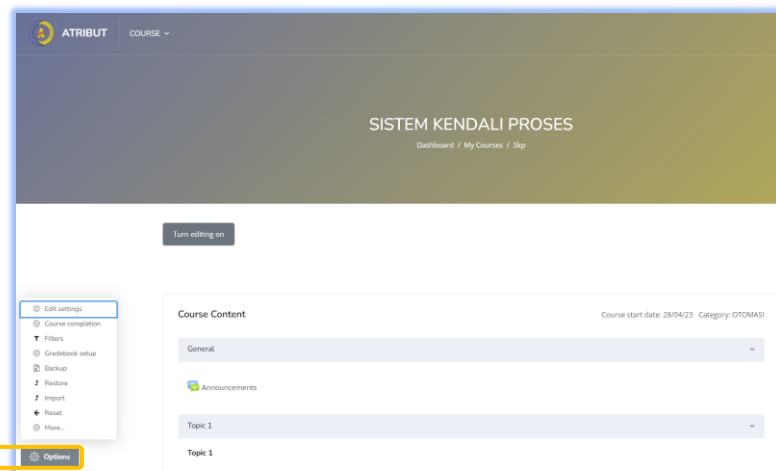 ATRIBUT COURSE
SISTEM KENDALI PROSES
Dashboard / My Courses / Skp
Turn editing on
Edit settings
Course completion
Filters
Gradebook setup
Backup
Restore
Import
Reset
More...
Options
Course Content
Course start date: 28/04/23 Category: OTOMASI
General
Announcements
Topic 1
Topic 1